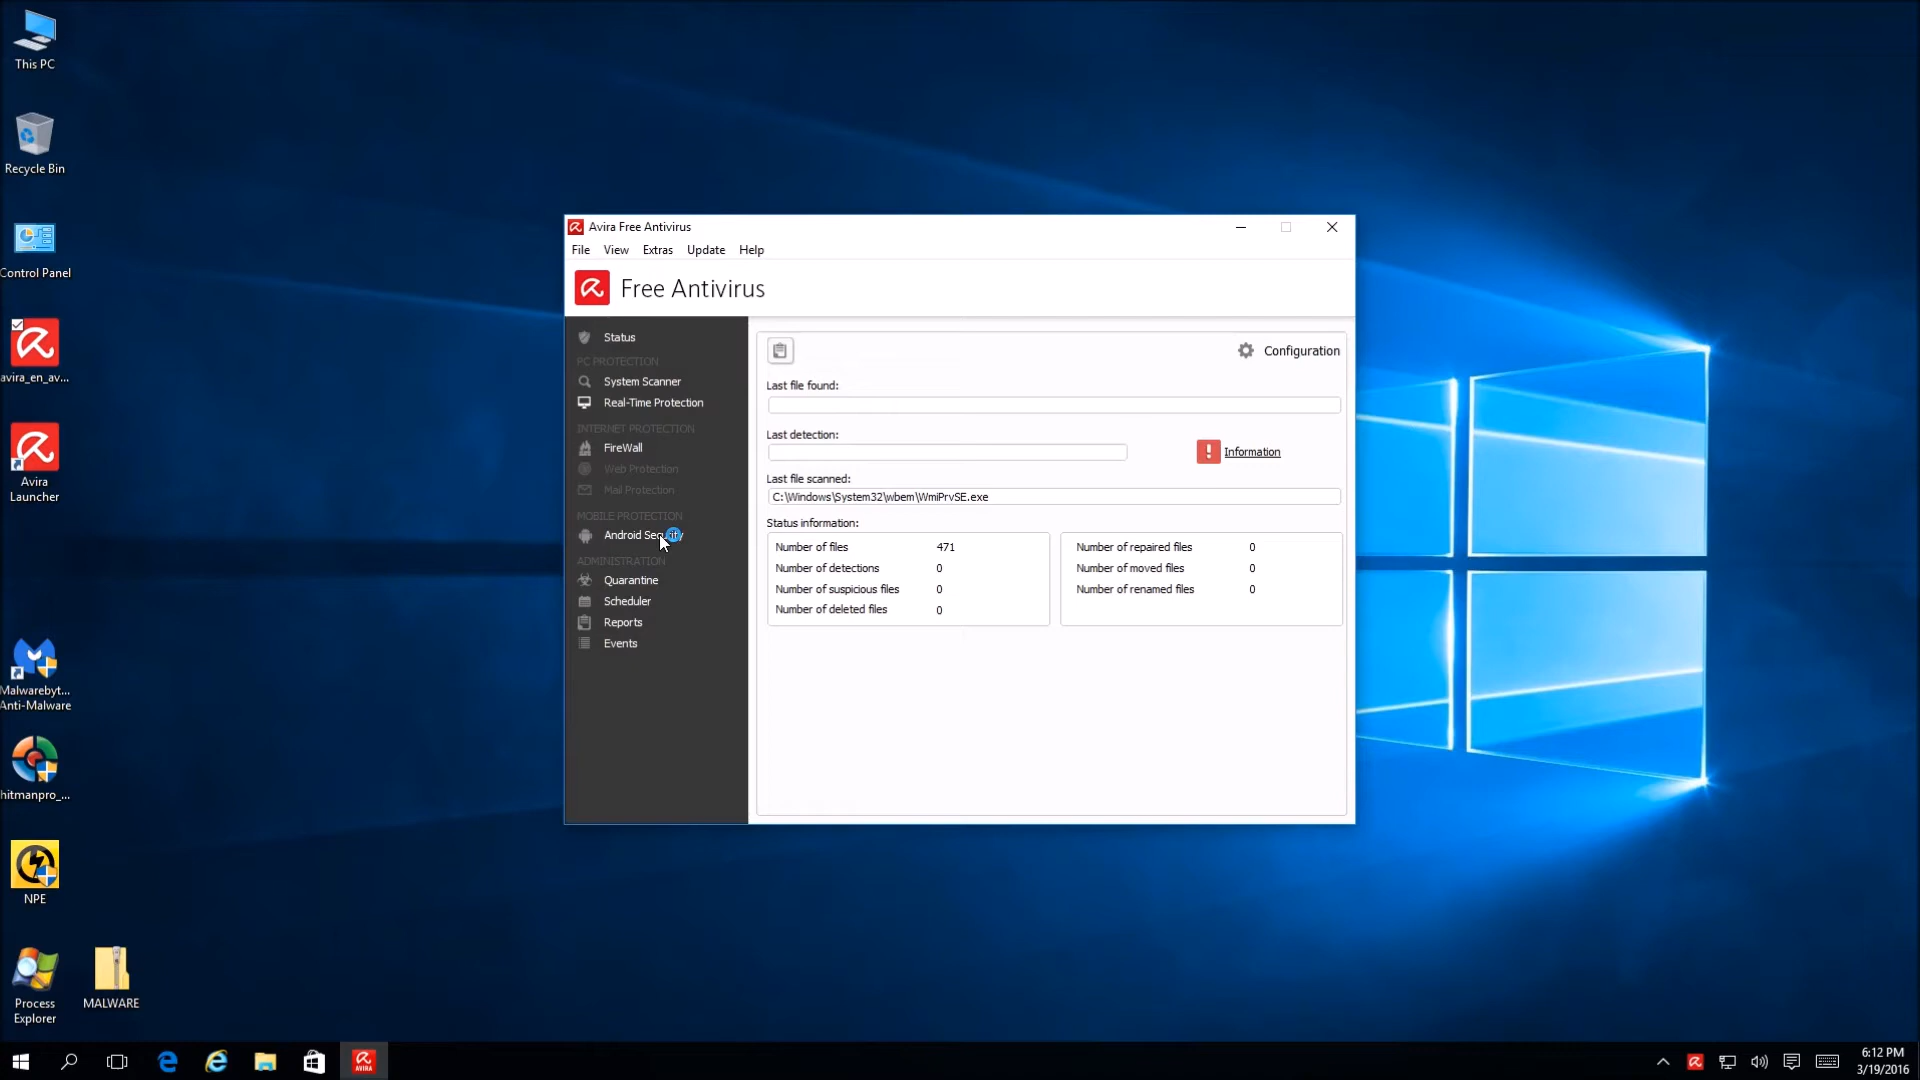 This PC
Recycle Bin
Control Panel
avira_en_av...
Avira
Launcher
Malwarebyt...
Anti-Malware
hitmanpro_...
NPE
Process
Explorer
MALWARE
Avira Free Antivirus
File View Extras Update Help
Free Antivirus
Status
PC PROTECTION
System Scanner
Real-Time Protection
INTERNET PROTECTION
FireWall
Web Protection
Mail Protection
MOBILE PROTECTION
Android Security
ADMINISTRATION
Quarantine
Scheduler
Reports
Events
Configuration
Last file found:
Last detection:
Information
Last file scanned:
C:\Windows\System32\wbem\WmiPrvSE.exe
Status information:
Number of files 471
Number of detections 0
Number of suspicious files 0
Number of deleted files 0
Number of repaired files 0
Number of moved files 0
Number of renamed files 0
AVIRA
6:12 PM
3/19/2016